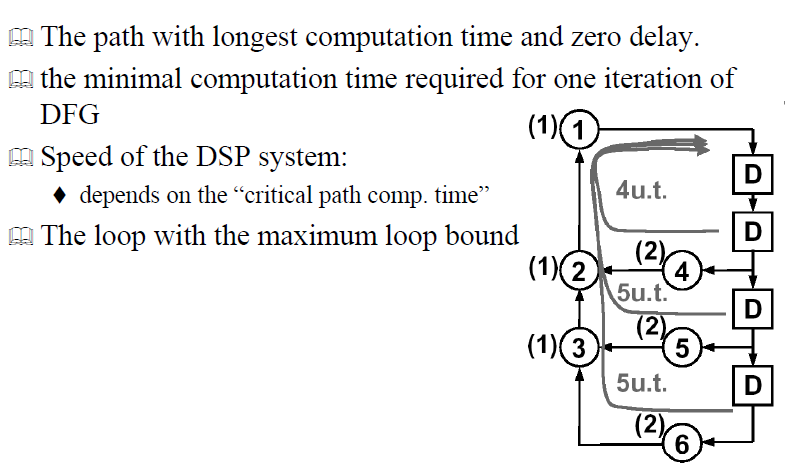 The path with longest computation time and zero delay.
the minimal computation time required for one iteration of
DFG
Speed of the DSP system:
depends on the “critical path comp. time”
The loop with the maximum loop bound
(1) 1
D
4u.t.
D
(2)
(1) 2
4
5u.t.
D
(2)
(1) 3
5
5u.t.
D
(2)
6